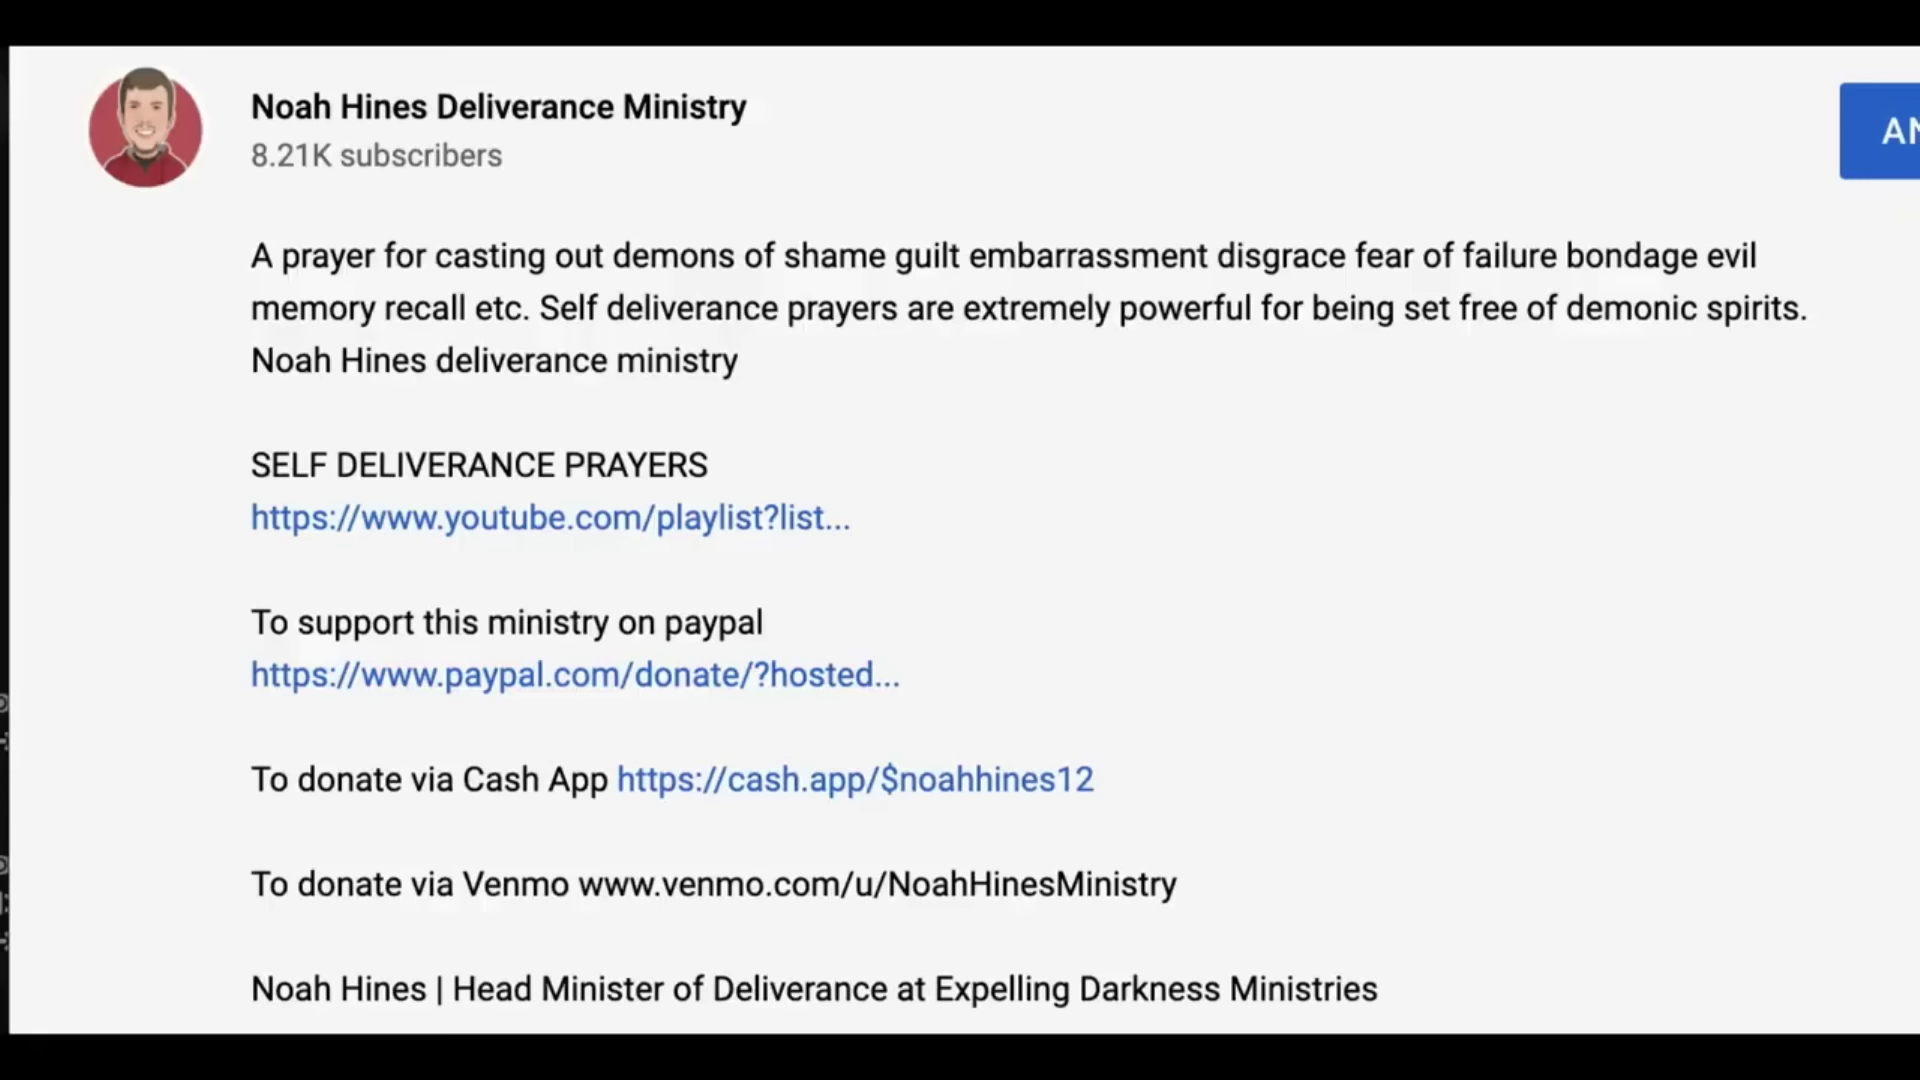 Noah Hines Deliverance Ministry
8.21K subscribers
AN
A prayer for casting out demons of shame guilt embarrassment disgrace fear of failure bondage evil
memory recall etc. Self deliverance prayers are extremely powerful for being set free of demonic spirits.
Noah Hines deliverance ministry
SELF DELIVERANCE PRAYERS
https://www.youtube.com/playlist?list...
To support this ministry on paypal
https://www.paypal.com/donate/?hosted...
To donate via Cash App https://cash.app/$noahhines12
To donate via Venmo www.venmo.com/u/NoahHinesMinistry
Noah Hines | Head Minister of Deliverance at Expelling Darkness Ministries